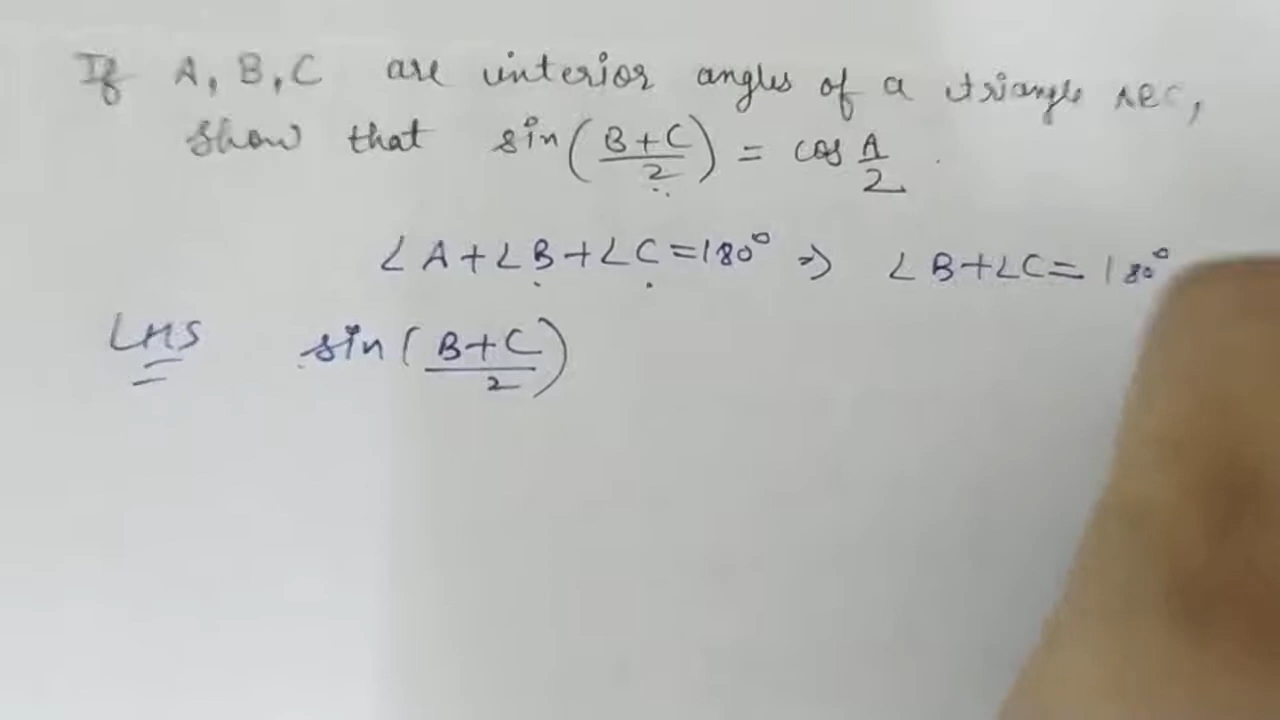 If A, B, C are interior angles of a triangle ABC,
show that sin(B+C/2) = cos A/2.
∠A+∠B+∠C=180° ⇒ ∠B+∠C=180°
LHS sin(B+C/2)